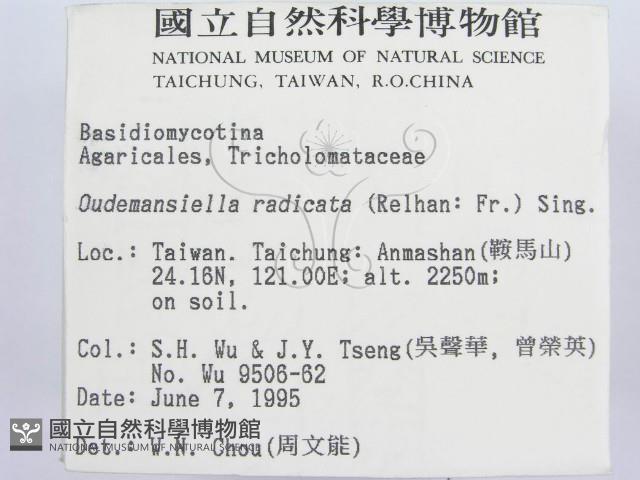 國立自然科學博物館
NATIONAL MUSEUM OF NATURAL SCIENCE
TAICHUNG, TAIWAN, R.O.CHINA
Basidiomycotina
Agaricales, Tricholomataceae
Oudemansiella radicata (Relhan: Fr.) Sing.
Loc.: Taiwan. Taichung: Anmashan(鞍馬山)
24.16N, 121.00E; alt. 2250m;
on soil.
Col.: S.H. Wu & J.Y. Tseng(吳聲華, 曾榮英)
No. Wu 9506-62
Date: June 7, 1995
國立自然科學博物館
NATIONAL MUSEUM OF NATURAL SCIENCE
Det.: W.N. Chou(周文能)